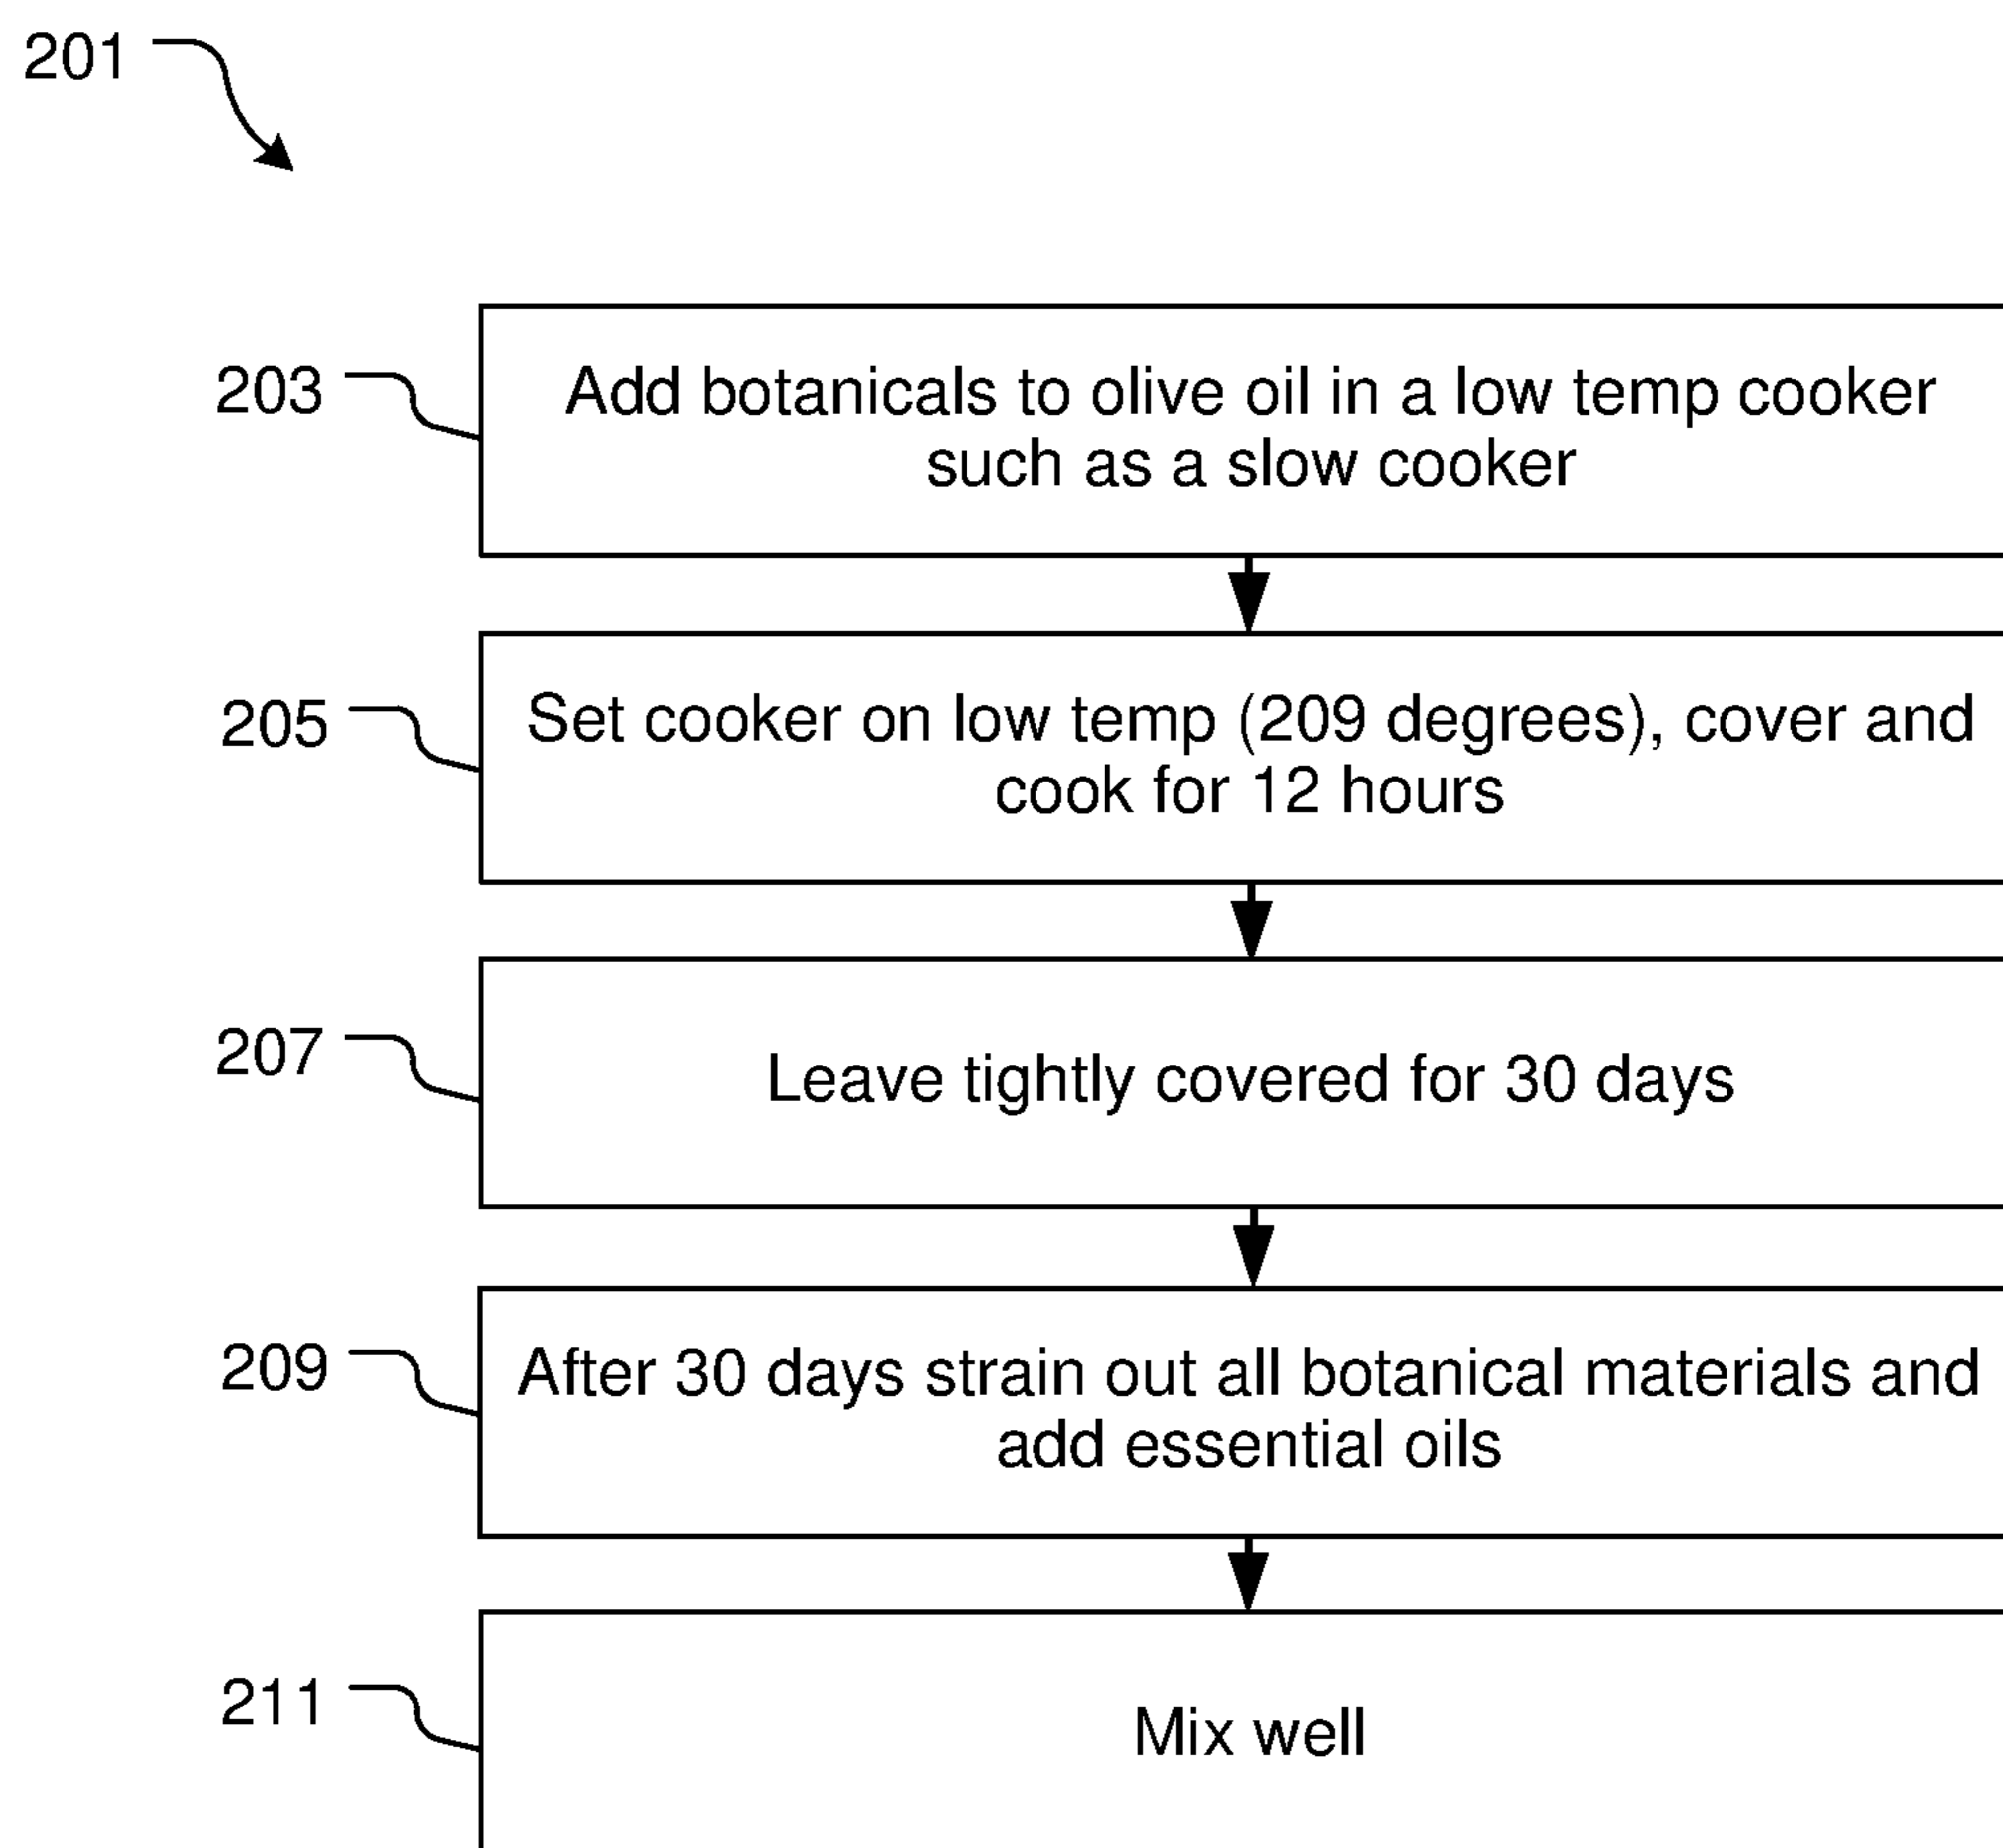 201
203
Add botanicals to olive oil in a low temp cooker
such as a slow cooker
205
Set cooker on low temp (209 degrees), cover and
cook for 12 hours
207
Leave tightly covered for 30 days
209
After 30 days strain out all botanical materials and
add essential oils
211
Mix well